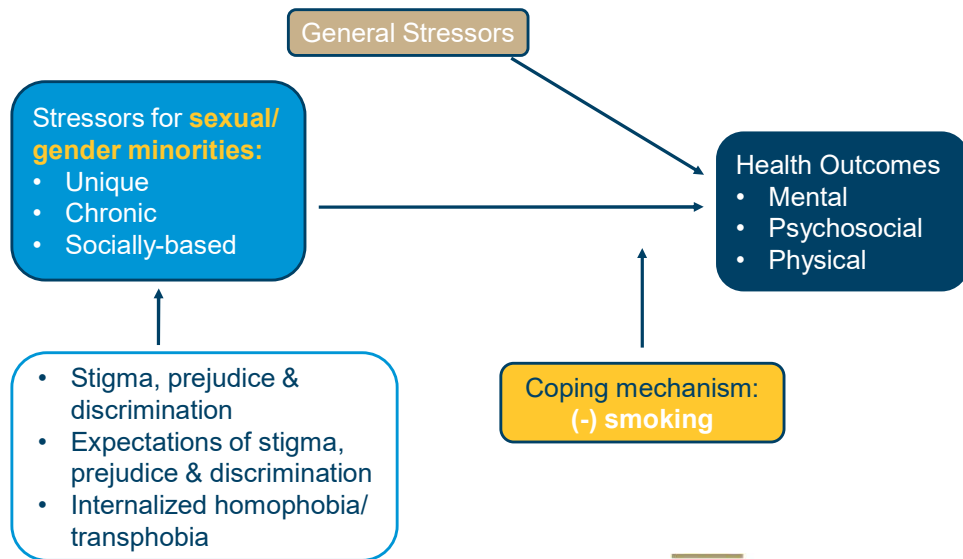 General Stressors
Stressors for sexual/
gender minorities:
• Unique
• Chronic
• Socially-based
Health Outcomes
• Mental
• Psychosocial
• Physical
• Stigma, prejudice &
discrimination
• Expectations of stigma,
prejudice & discrimination
• Internalized homophobia/
transphobia
Coping mechanism:
(-) smoking